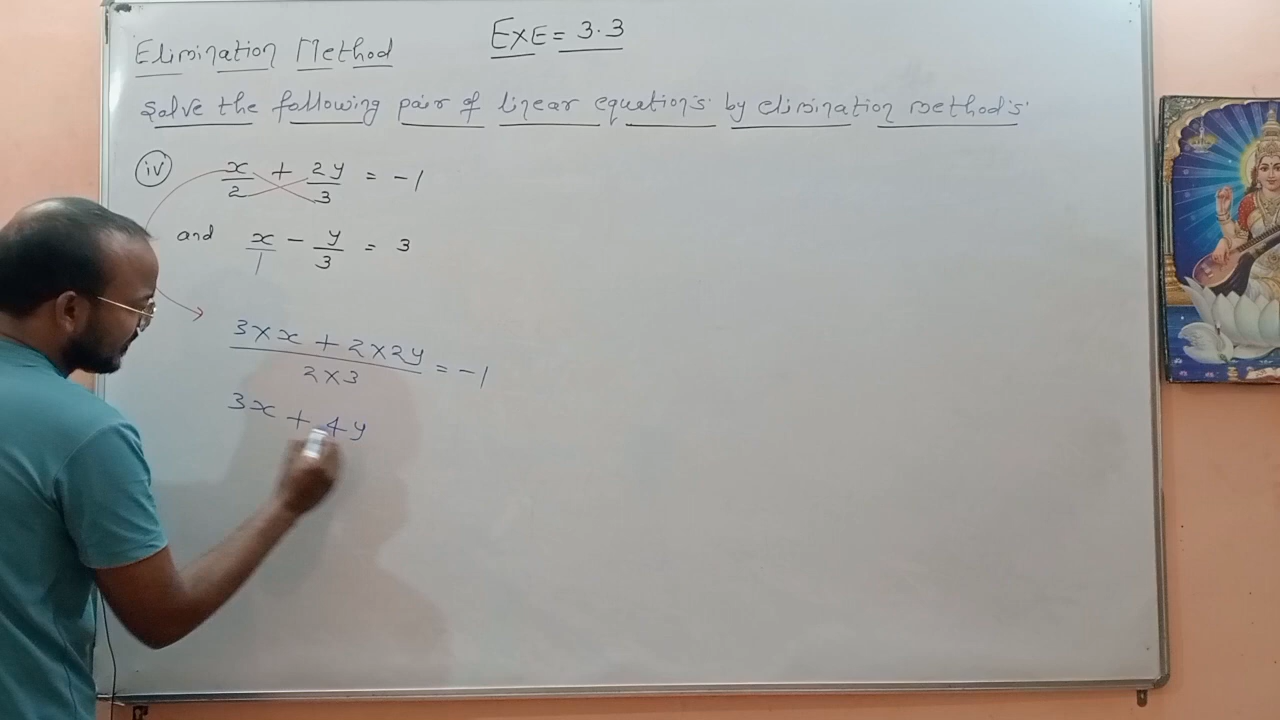 Elimination Method EXE = 3.3
Solve the following pair of linear equations by elimination method's
iv x/2 + 2y/3 = -1
and x/1 - y/3 = 3
3×x + 2×2y / 2×3 = -1
3x + 4y